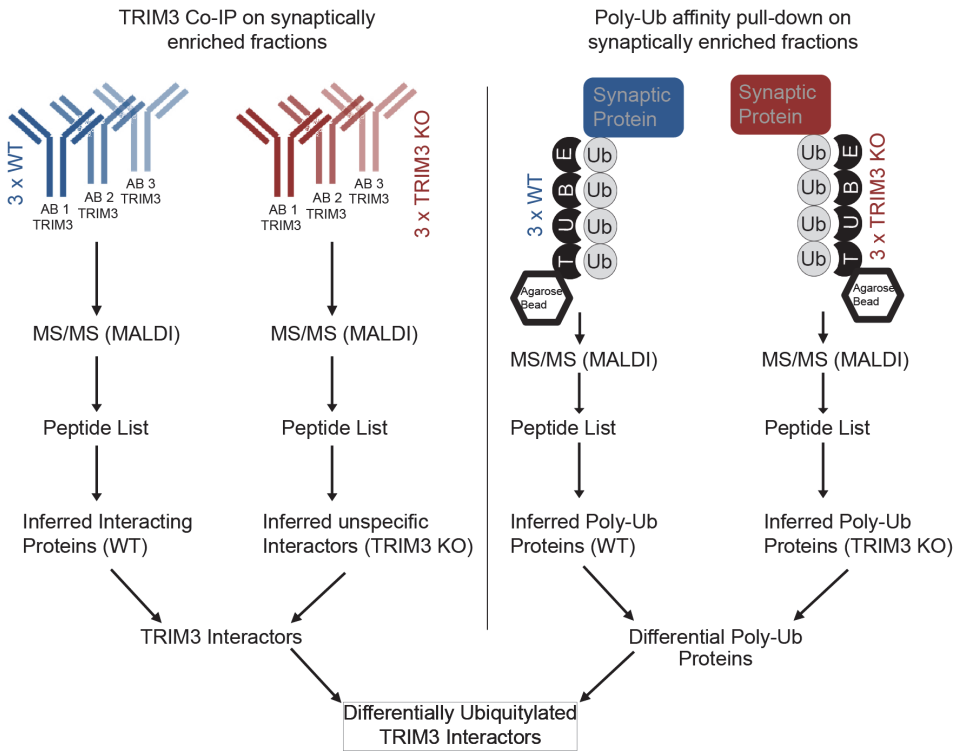 TRIM3 Co-IP on synaptically
enriched fractions
3 x WT
AB 1
TRIM3
AB 2
TRIM3
AB 3
TRIM3
AB 1
TRIM3
AB 2
TRIM3
AB 3
TRIM3
3 x TRIM3 KO
MS/MS (MALDI)
MS/MS (MALDI)
Peptide List
Peptide List
Inferred Interacting
Proteins (WT)
Inferred unspecific
Interactors (TRIM3 KO)
TRIM3 Interactors
Poly-Ub affinity pull-down on
synaptically enriched fractions
Synaptic
Protein
3 x WT
TUBE
Ub
Ub
Ub
Ub
Agarose
Bead
Synaptic
Protein
Ub
Ub
Ub
Ub
TUBE
3 x TRIM3 KO
Agarose
Bead
MS/MS (MALDI)
MS/MS (MALDI)
Peptide List
Peptide List
Inferred Poly-Ub
Proteins (WT)
Inferred Poly-Ub
Proteins (TRIM3 KO)
Differential Poly-Ub
Proteins
Differentially Ubiquitylated
TRIM3 Interactors